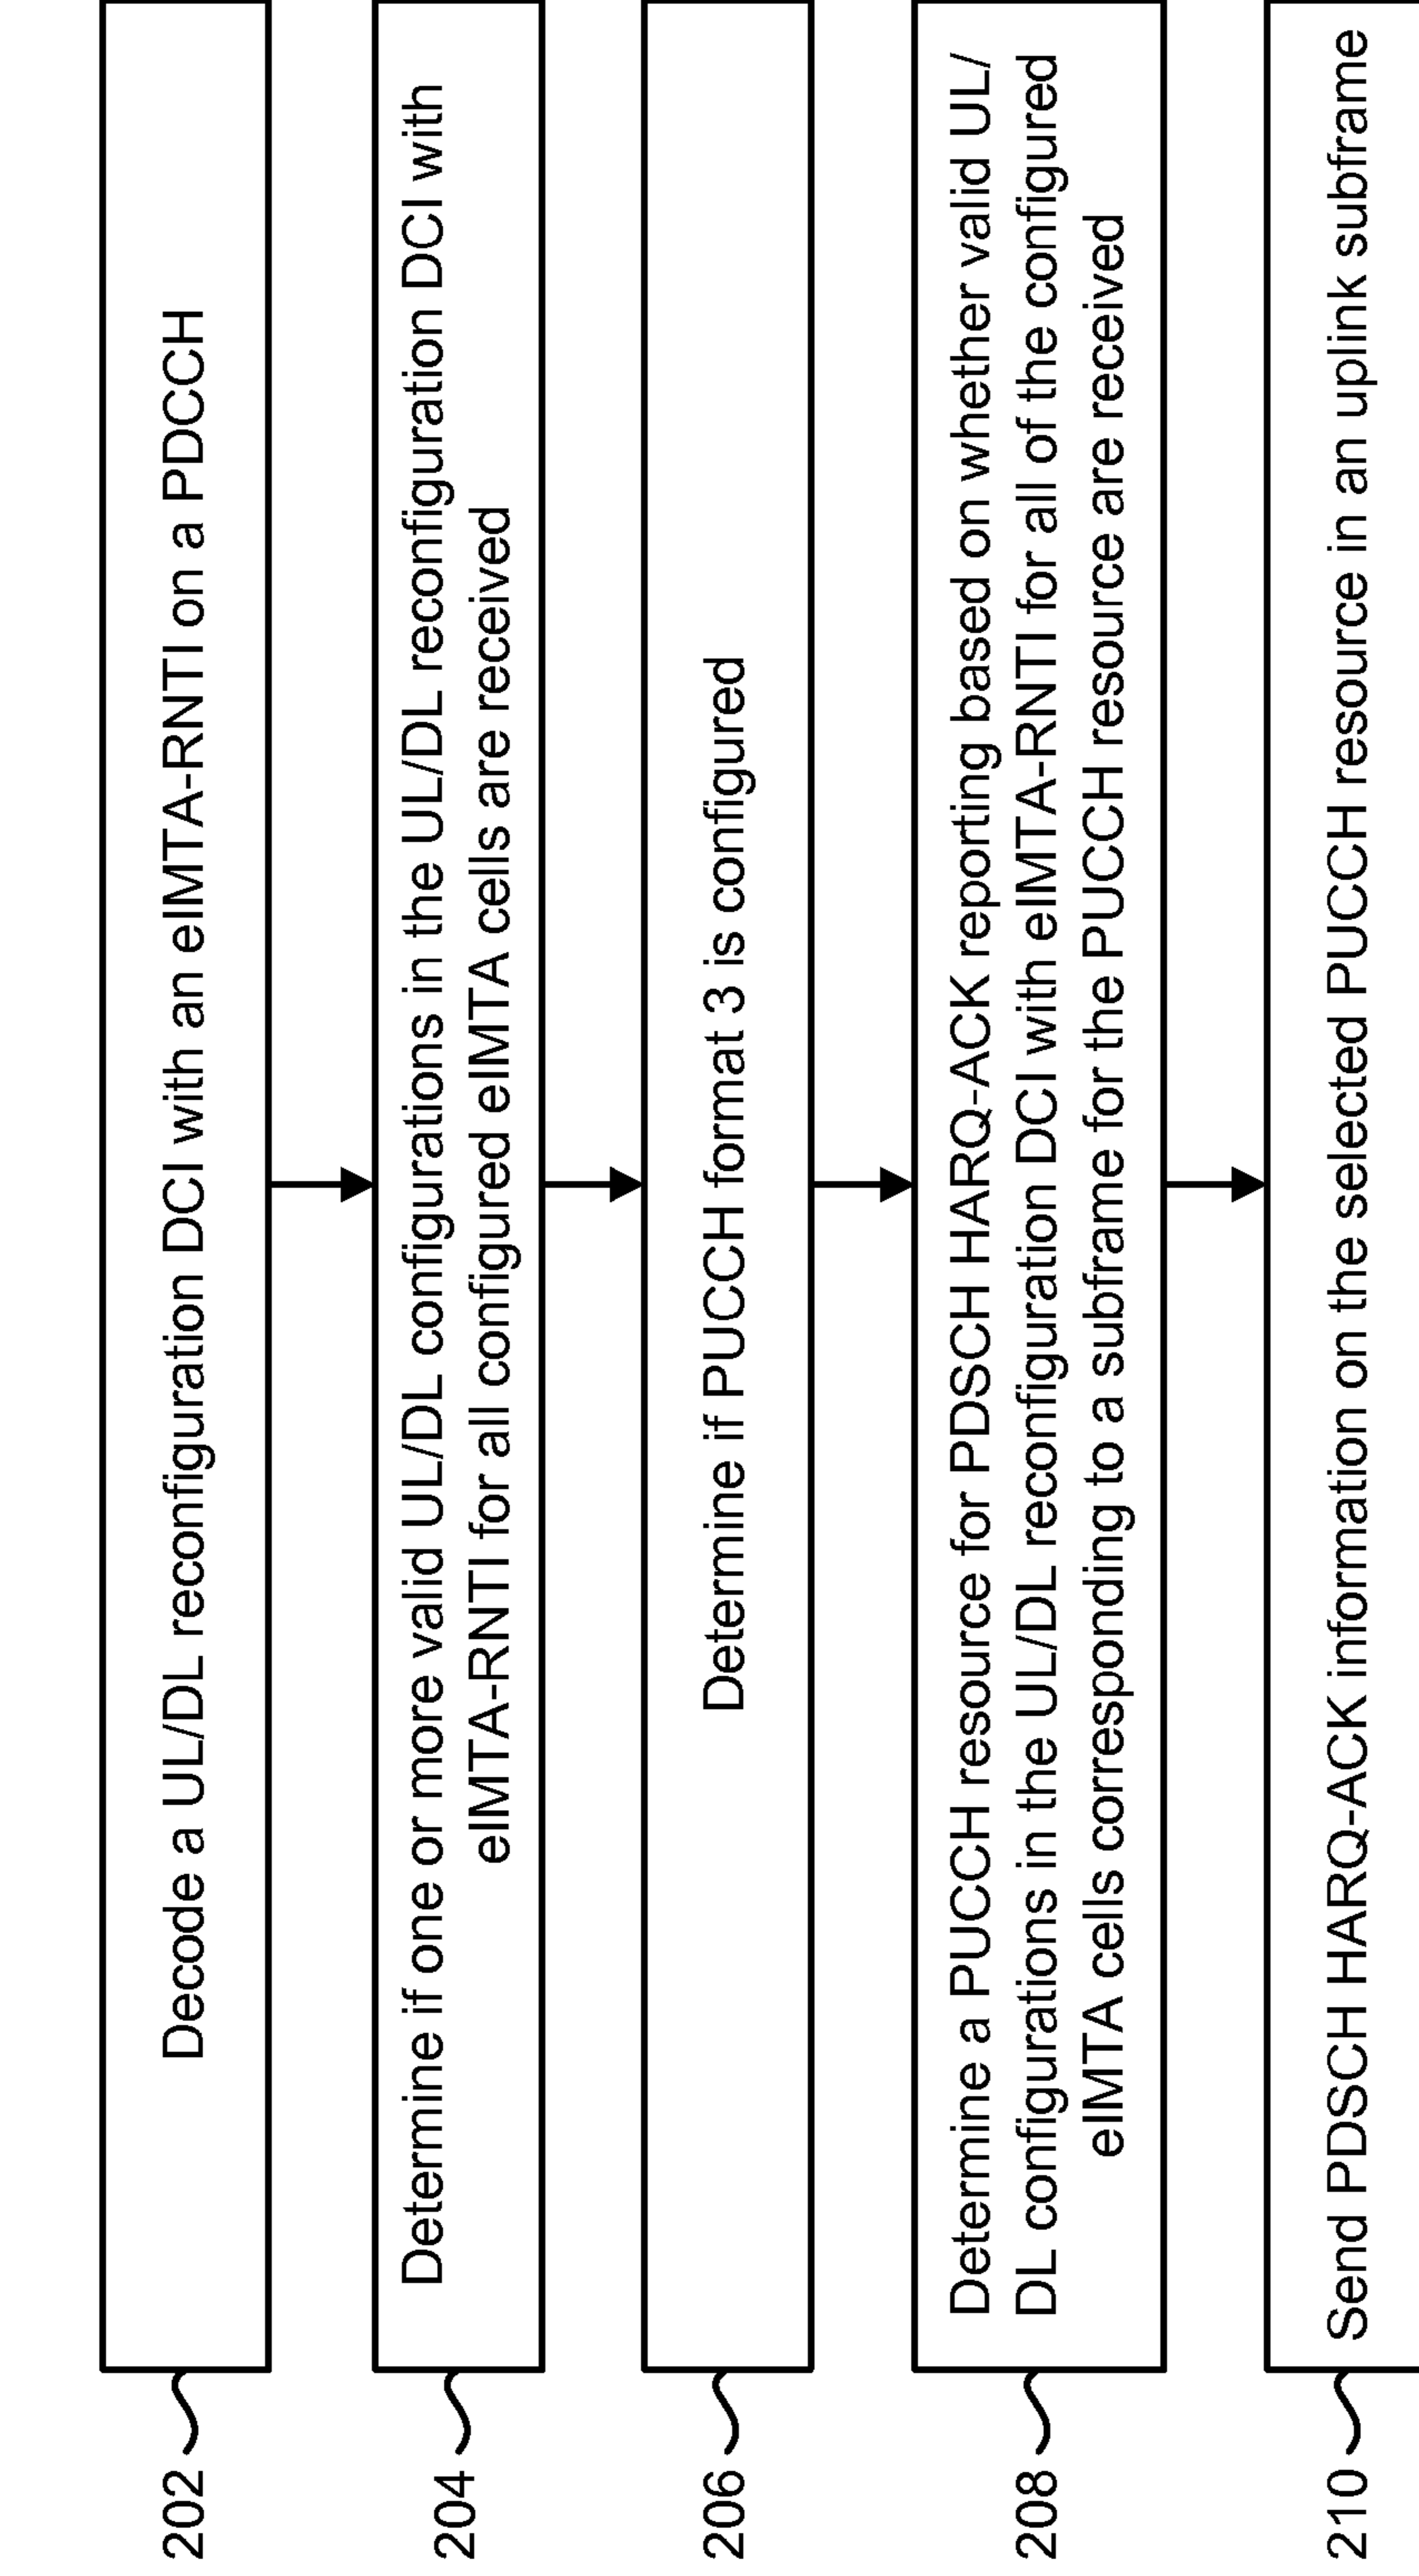 202
Decode a UL/DL reconfiguration DCI with an eIMTA-RNTI on a PDCCH
204
Determine if one or more valid UL/DL configurations in the UL/DL reconfiguration DCI with
eIMTA-RNTI for all configured eIMTA cells are received
206
Determine if PUCCH format 3 is configured
208
Determine a PUCCH resource for PDSCH HARQ-ACK reporting based on whether valid UL/
DL configurations in the UL/DL reconfiguration DCI with eIMTA-RNTI for all of the configured
eIMTA cells corresponding to a subframe for the PUCCH resource are received
210
Send PDSCH HARQ-ACK information on the selected PUCCH resource in an uplink subframe